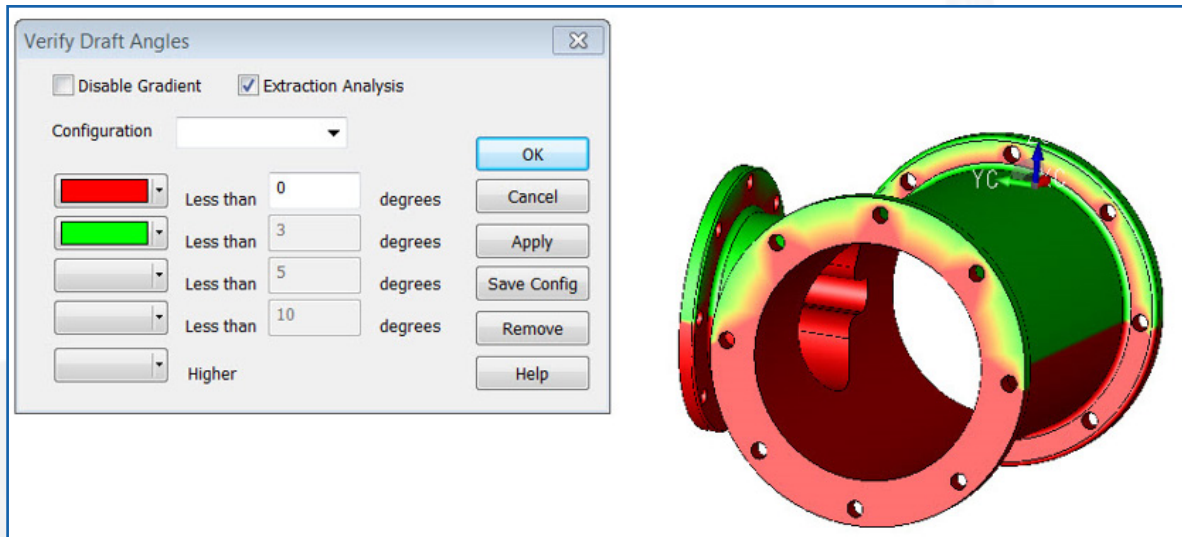 Verify Draft Angles
Disable Gradient Extraction Analysis
Configuration
OK
Less than 0 degrees
Cancel
Less than 3 degrees
Apply
Less than 5 degrees
Save Config
Less than 10 degrees
Remove
Higher
Help
YC